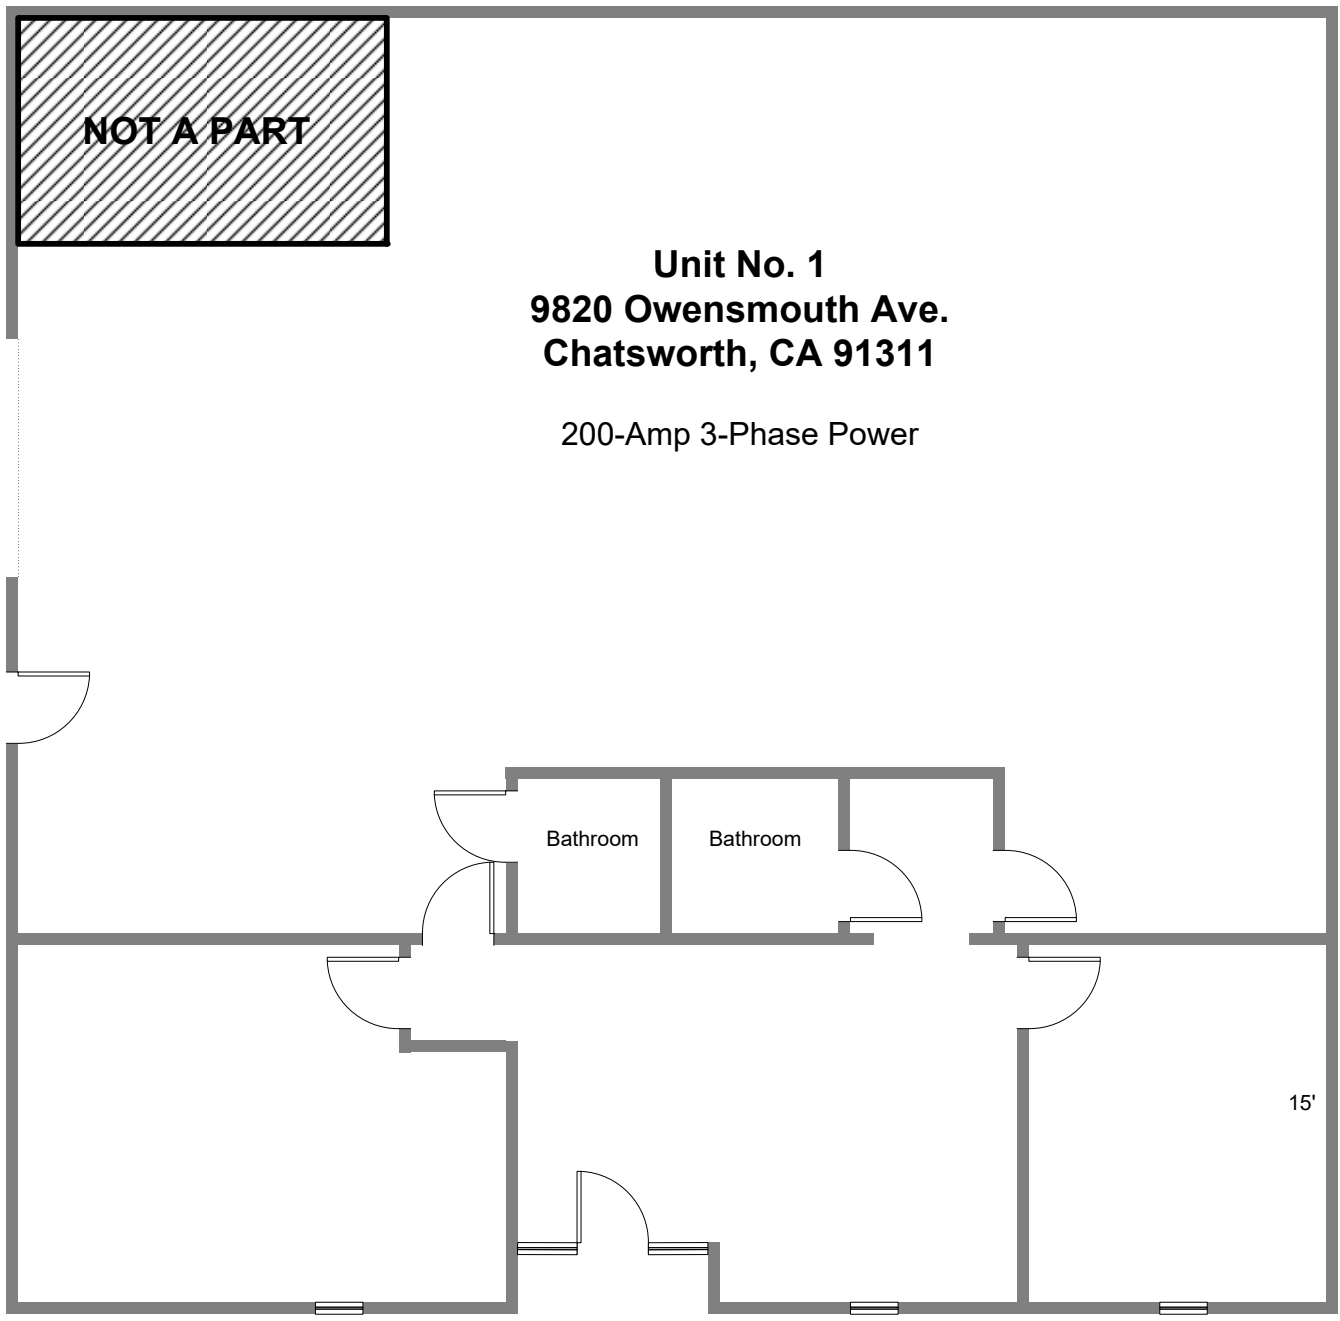 NOT A PART
Unit No. 1
9820 Owensmouth Ave.
Chatsworth, CA 91311
200-Amp 3-Phase Power
Bathroom
Bathroom
15'